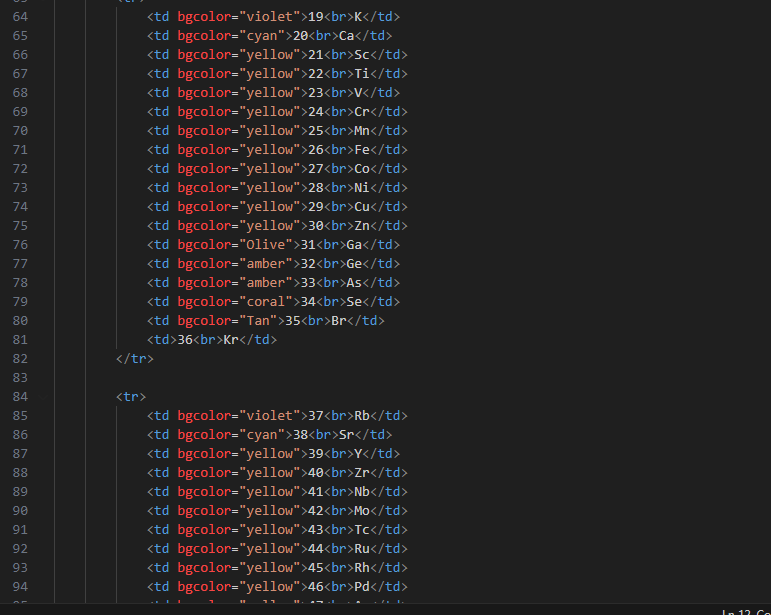 64 <td bgcolor="violet">19<br>K</td>
65 <td bgcolor="cyan">20<br>Ca</td>
66 <td bgcolor="yellow">21<br>Sc</td>
67 <td bgcolor="yellow">22<br>Ti</td>
68 <td bgcolor="yellow">23<br>V</td>
69 <td bgcolor="yellow">24<br>Cr</td>
70 <td bgcolor="yellow">25<br>Mn</td>
71 <td bgcolor="yellow">26<br>Fe</td>
72 <td bgcolor="yellow">27<br>Co</td>
73 <td bgcolor="yellow">28<br>Ni</td>
74 <td bgcolor="yellow">29<br>Cu</td>
75 <td bgcolor="yellow">30<br>Zn</td>
76 <td bgcolor="Olive">31<br>Ga</td>
77 <td bgcolor="amber">32<br>Ge</td>
78 <td bgcolor="amber">33<br>As</td>
79 <td bgcolor="coral">34<br>Se</td>
80 <td bgcolor="Tan">35<br>Br</td>
81 <td>36<br>Kr</td>
82 </tr>
83
84 <tr>
85 <td bgcolor="violet">37<br>Rb</td>
86 <td bgcolor="cyan">38<br>Sr</td>
87 <td bgcolor="yellow">39<br>Y</td>
88 <td bgcolor="yellow">40<br>Zr</td>
89 <td bgcolor="yellow">41<br>Nb</td>
90 <td bgcolor="yellow">42<br>Mo</td>
91 <td bgcolor="yellow">43<br>Tc</td>
92 <td bgcolor="yellow">44<br>Ru</td>
93 <td bgcolor="yellow">45<br>Rh</td>
94 <td bgcolor="yellow">46<br>Pd</td>